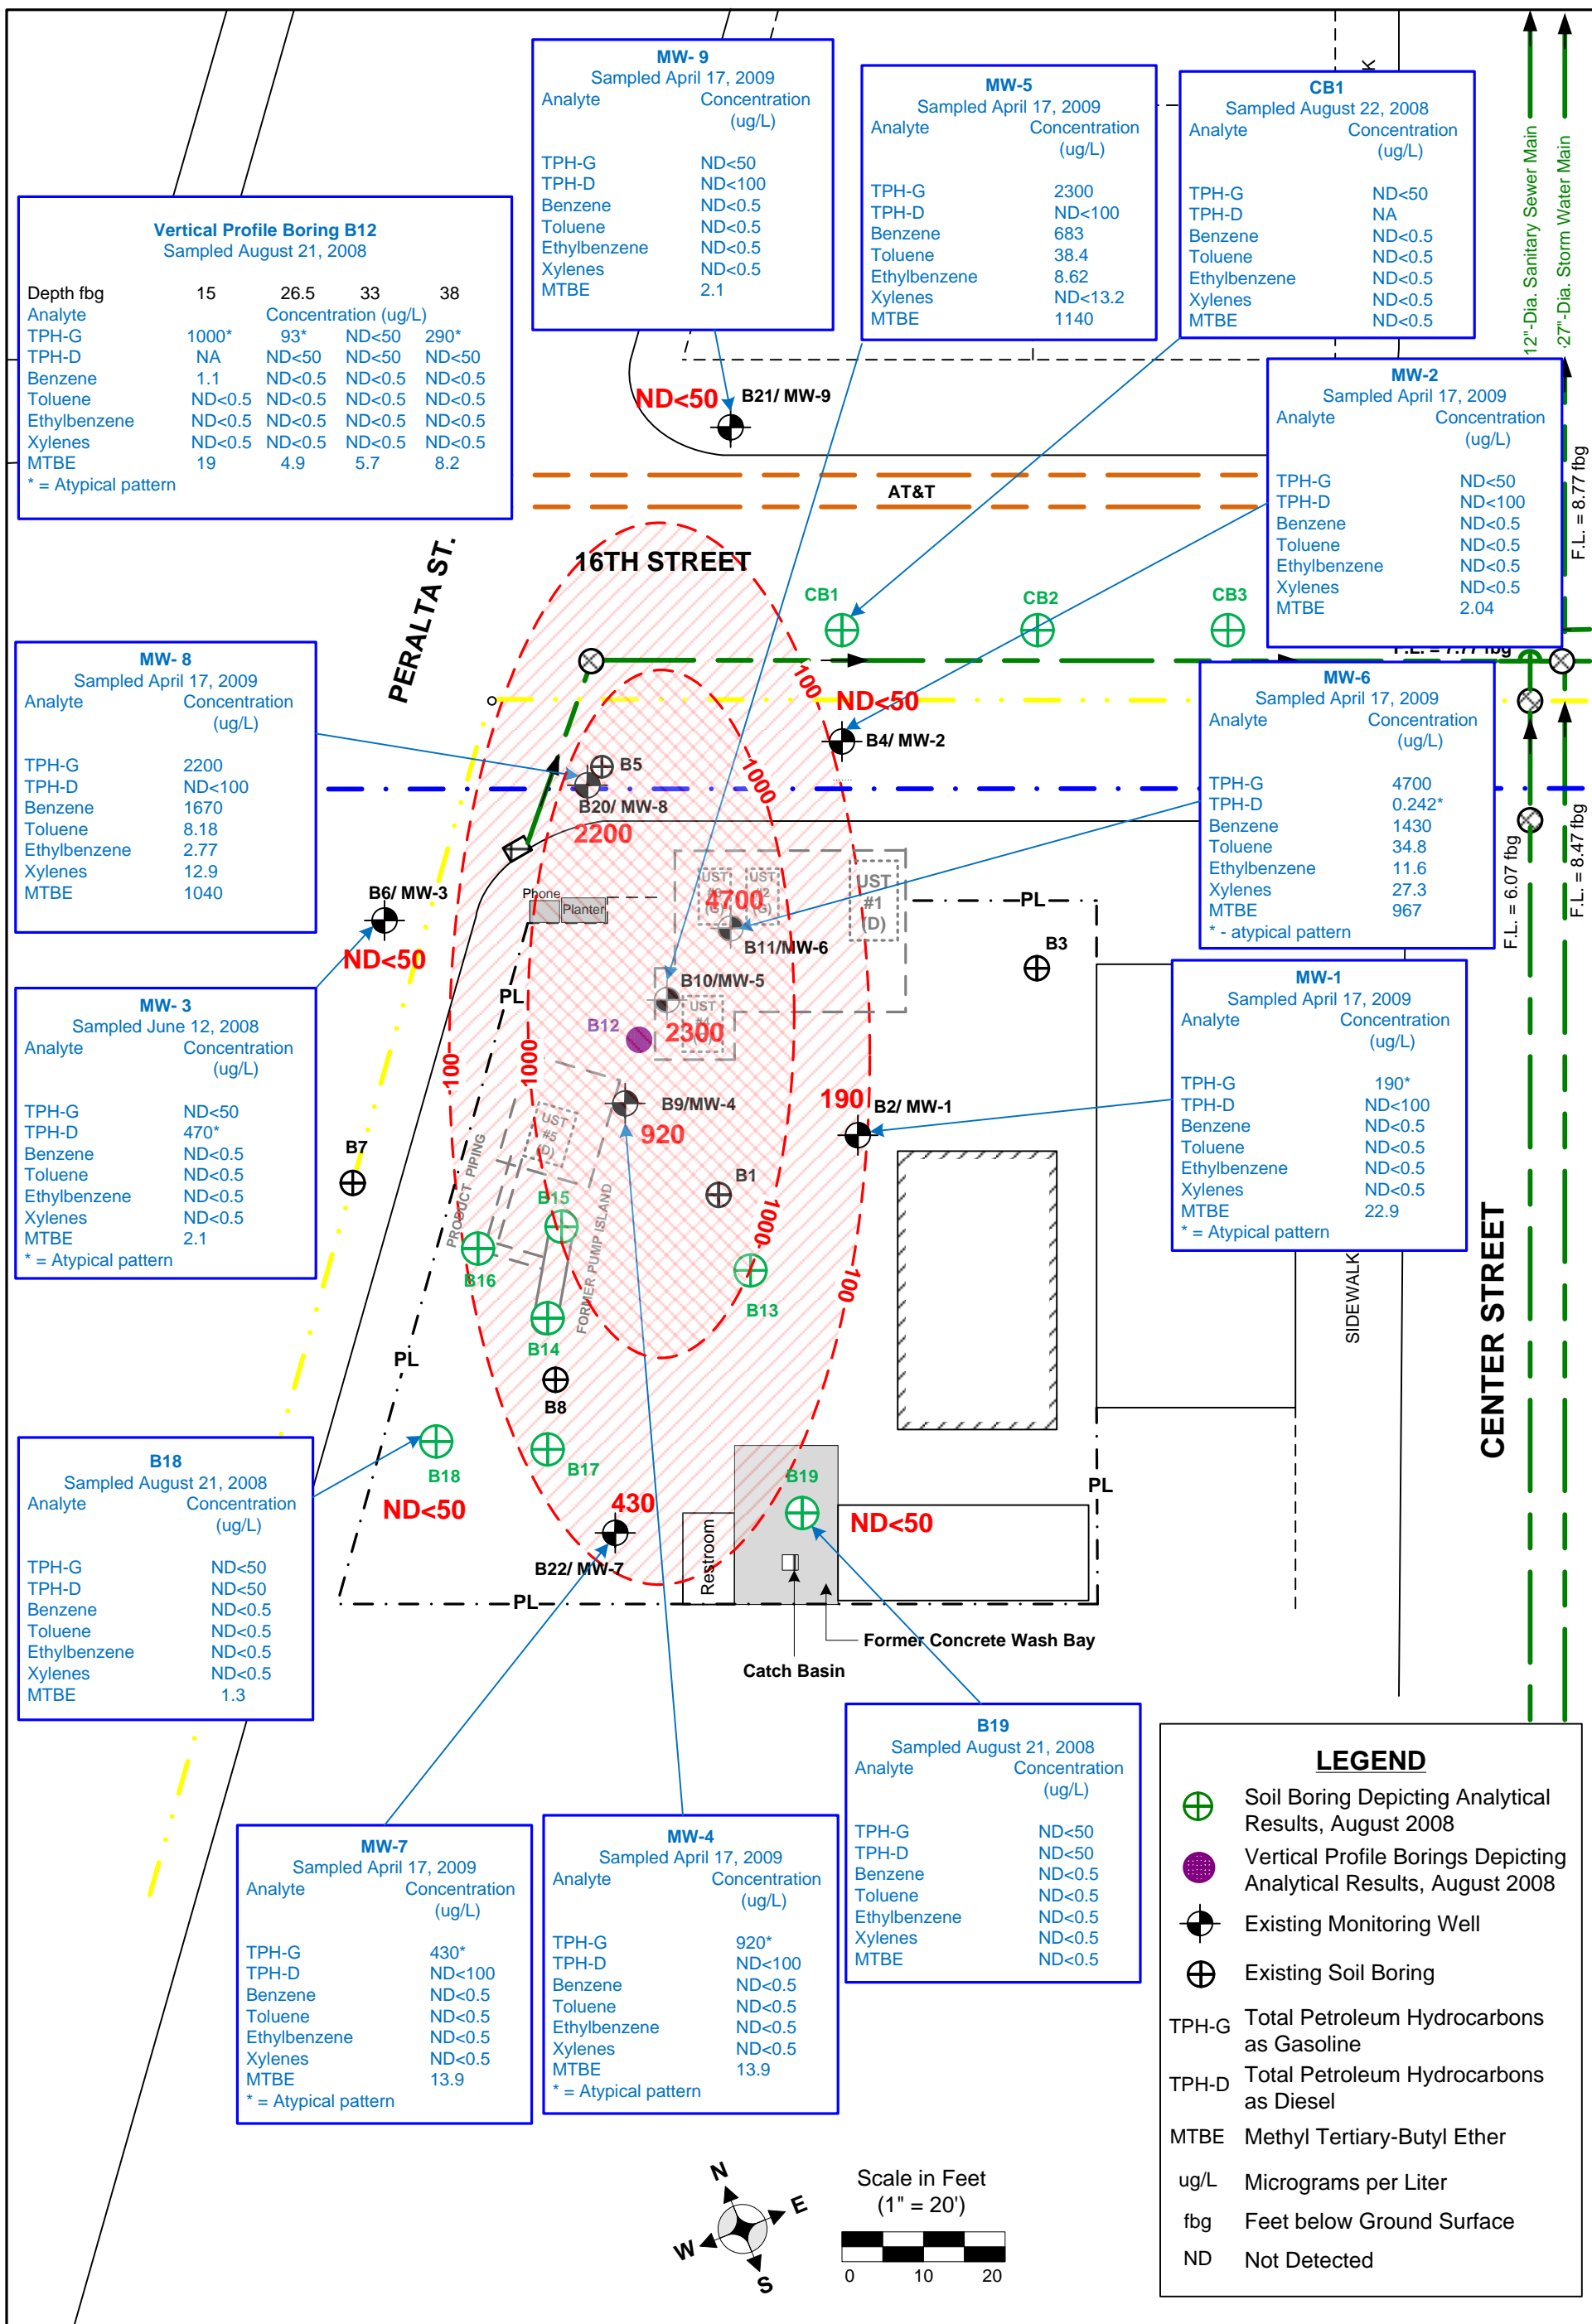 MW- 9
Sampled April 17, 2009
Analyte Concentration
(ug/L)
TPH-G ND<50
TPH-D ND<100
Benzene ND<0.5
Toluene ND<0.5
Ethylbenzene ND<0.5
Xylenes ND<0.5
MTBE 2.1
MW-5
Sampled April 17, 2009
Analyte Concentration
(ug/L)
TPH-G 2300
TPH-D ND<100
Benzene 683
Toluene 38.4
Ethylbenzene 8.62
Xylenes ND<13.2
MTBE 1140
CB1
Sampled August 22, 2008
Analyte Concentration
(ug/L)
TPH-G ND<50
TPH-D NA
Benzene ND<0.5
Toluene ND<0.5
Ethylbenzene ND<0.5
Xylenes ND<0.5
MTBE ND<0.5
K
12"-Dia. Sanitary Sewer Main
27"-Dia. Storm Water Main
Vertical Profile Boring B12
Sampled August 21, 2008
Depth fbg 15 26.5 33 38
Analyte Concentration (ug/L)
TPH-G 1000* 93* ND<50 290*
TPH-D NA ND<50 ND<50 ND<50
Benzene 1.1 ND<0.5 ND<0.5 ND<0.5
Toluene ND<0.5 ND<0.5 ND<0.5 ND<0.5
Ethylbenzene ND<0.5 ND<0.5 ND<0.5 ND<0.5
Xylenes ND<0.5 ND<0.5 ND<0.5 ND<0.5
MTBE 19 4.9 5.7 8.2
* = Atypical pattern
MW-2
Sampled April 17, 2009
Analyte Concentration
(ug/L)
TPH-G ND<50
TPH-D ND<100
Benzene ND<0.5
Toluene ND<0.5
Ethylbenzene ND<0.5
Xylenes ND<0.5
MTBE 2.04
F.L. = 8.77 fbg
ND<50
B21/ MW-9
AT&T
16TH STREET
PERALTA ST.
CB1
CB2
CB3
F.L. = 7.77 fbg
100
ND<50
B4/ MW-2
MW- 8
Sampled April 17, 2009
Analyte Concentration
(ug/L)
TPH-G 2200
TPH-D ND<100
Benzene 1670
Toluene 8.18
Ethylbenzene 2.77
Xylenes 12.9
MTBE 1040
MW-6
Sampled April 17, 2009
Analyte Concentration
(ug/L)
TPH-G 4700
TPH-D 0.242*
Benzene 1430
Toluene 34.8
Ethylbenzene 11.6
Xylenes 27.3
MTBE 967
* - atypical pattern
F.L. = 6.07 fbg
F.L. = 8.47 fbg
B5
1000
B20/ MW-8
2200
B6/ MW-3
ND<50
Phone
Planter
UST
(G)
UST
#2
(G)
4700
B11/MW-6
UST
#1
(D)
PL
B3
PL
B10/MW-5
UST
#4
2300
B12
MW- 3
Sampled June 12, 2008
Analyte Concentration
(ug/L)
TPH-G ND<50
TPH-D 470*
Benzene ND<0.5
Toluene ND<0.5
Ethylbenzene ND<0.5
Xylenes ND<0.5
MTBE 2.1
* = Atypical pattern
MW-1
Sampled April 17, 2009
Analyte Concentration
(ug/L)
TPH-G 190*
TPH-D ND<100
Benzene ND<0.5
Toluene ND<0.5
Ethylbenzene ND<0.5
Xylenes ND<0.5
MTBE 22.9
* = Atypical pattern
100
1000
B9/MW-4
920
190
B2/ MW-1
UST
#5
(D)
B7
PRODUCT PIPING
FORMER PUMP ISLAND
B1
B15
B16
1000
B13
100
B14
B8
PL
SIDEWALK
CENTER STREET
B18
ND<50
B17
430
B22/ MW-7
Restroom
B19
ND<50
PL
PL
Former Concrete Wash Bay
Catch Basin
B18
Sampled August 21, 2008
Analyte Concentration
(ug/L)
TPH-G ND<50
TPH-D ND<50
Benzene ND<0.5
Toluene ND<0.5
Ethylbenzene ND<0.5
Xylenes ND<0.5
MTBE 1.3
MW-7
Sampled April 17, 2009
Analyte Concentration
(ug/L)
TPH-G 430*
TPH-D ND<100
Benzene ND<0.5
Toluene ND<0.5
Ethylbenzene ND<0.5
Xylenes ND<0.5
MTBE 13.9
* = Atypical pattern
MW-4
Sampled April 17, 2009
Analyte Concentration
(ug/L)
TPH-G 920*
TPH-D ND<100
Benzene ND<0.5
Toluene ND<0.5
Ethylbenzene ND<0.5
Xylenes ND<0.5
MTBE 13.9
* = Atypical pattern
B19
Sampled August 21, 2008
Analyte Concentration
(ug/L)
TPH-G ND<50
TPH-D ND<50
Benzene ND<0.5
Toluene ND<0.5
Ethylbenzene ND<0.5
Xylenes ND<0.5
MTBE ND<0.5
LEGEND
Soil Boring Depicting Analytical
Results, August 2008
Vertical Profile Borings Depicting
Analytical Results, August 2008
Existing Monitoring Well
Existing Soil Boring
TPH-G Total Petroleum Hydrocarbons
as Gasoline
TPH-D Total Petroleum Hydrocarbons
as Diesel
MTBE Methyl Tertiary-Butyl Ether
ug/L Micrograms per Liter
fbg Feet below Ground Surface
ND Not Detected
N
E
W
S
Scale in Feet
(1" = 20')
0 10 20